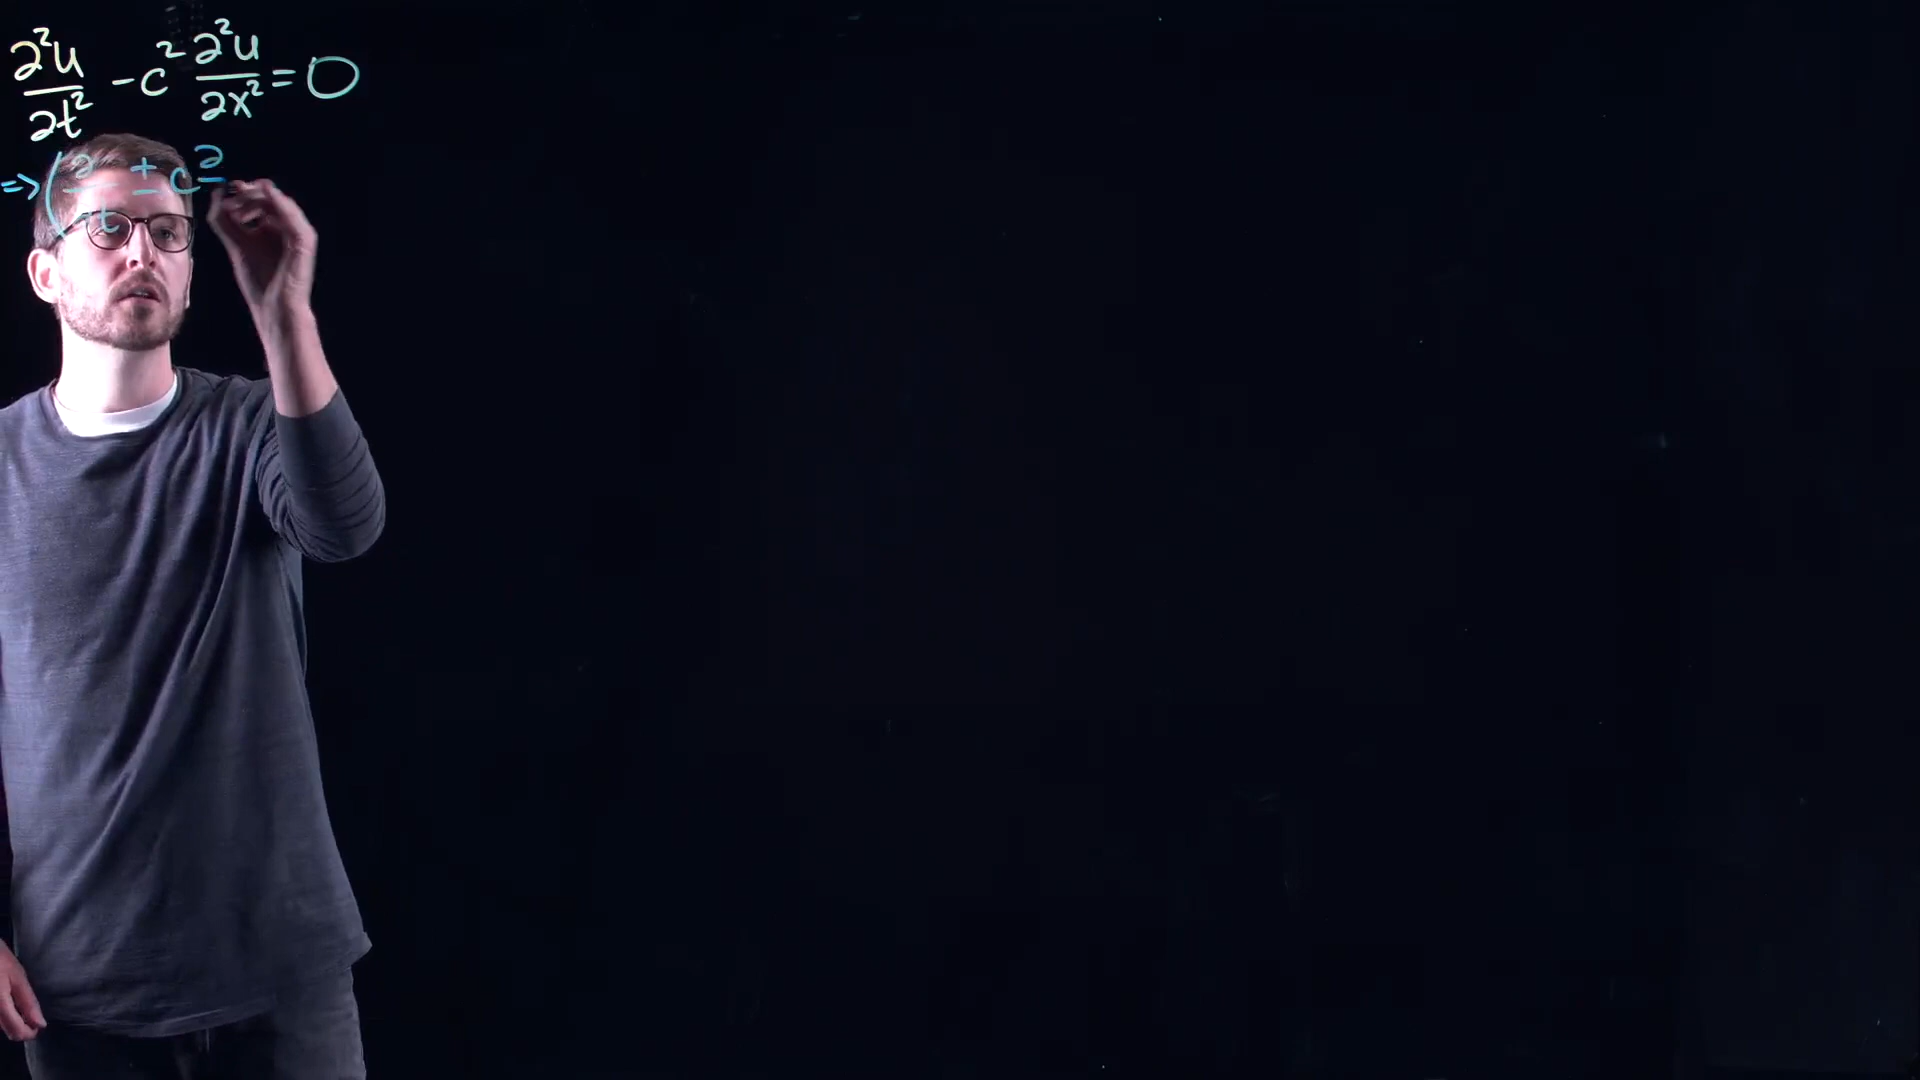 ∂²u/∂t² - c² ∂²u/∂x² = 0
=> (∂/∂t ± c ∂